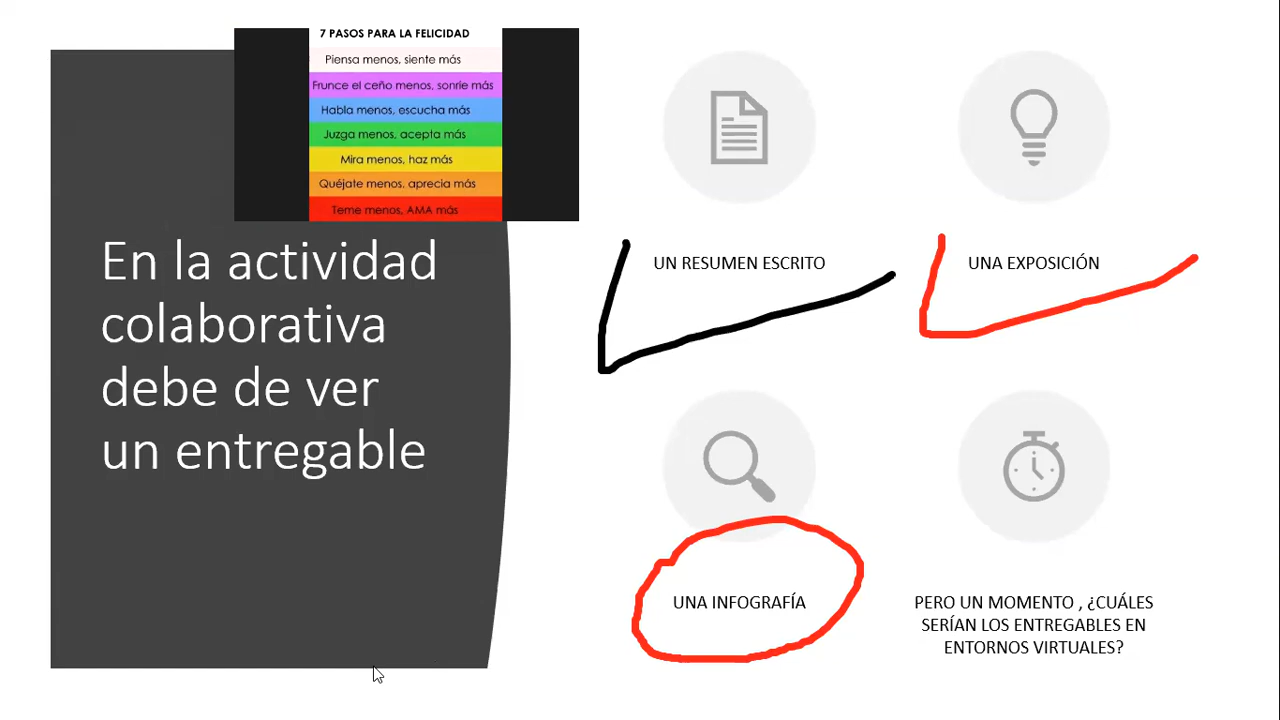 7 PASOS PARA LA FELICIDAD
Piensa menos, siente más
Frunce el ceño menos, sonríe más
Habla menos, escucha más
Juzga menos, acepta más
Mira menos, haz más
Quéjate menos, aprecia más
Teme menos, AMA más
En la actividad
colaborativa
debe de ver
un entregable
UN RESUMEN ESCRITO
UNA EXPOSICIÓN
UNA INFOGRAFÍA
PERO UN MOMENTO , ¿CUÁLES
SERÍAN LOS ENTREGABLES EN
ENTORNOS VIRTUALES?